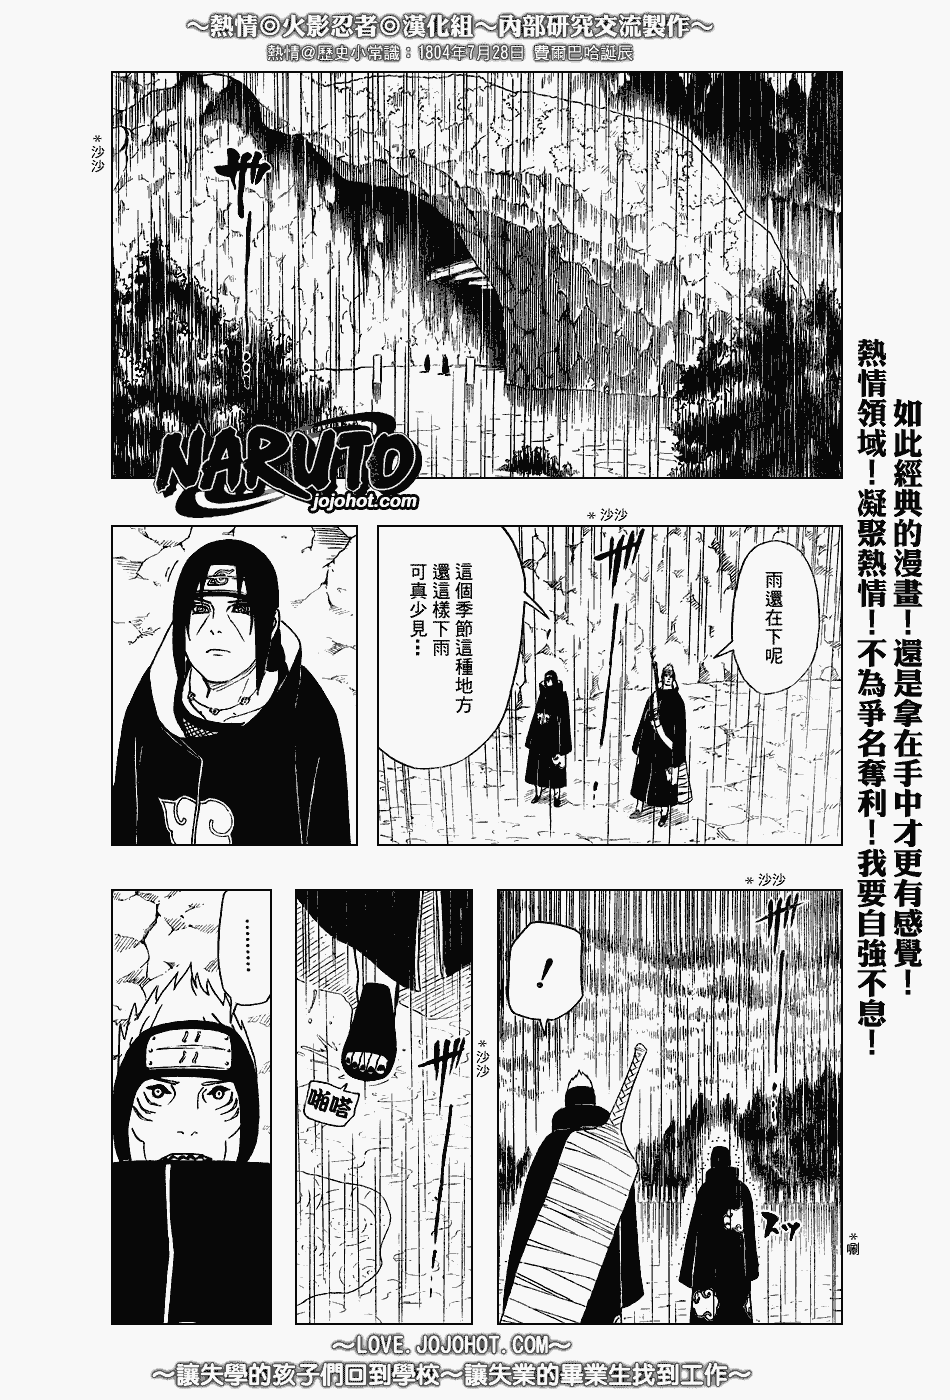 ～熱情◎火影忍者◎漢化組～內部研究交流製作～
熱情@歷史小常識：1804年7月28日 費爾巴哈誕辰
*沙沙
NARUTO
jojohot.com
如此經典的漫畫！還是拿在手中才更有感覺！
熱情領域！凝聚熱情！不為爭名奪利！我要自強不息！
*沙沙
雨還在下呢
這個季節這種地方
還這樣下雨
可真少見…
*沙沙
！
スッ
*唰
*沙沙
啪嗒
………
～LOVE.JOJOHOT.COM～
～讓失學的孩子們回到學校～讓失業的畢業生找到工作～